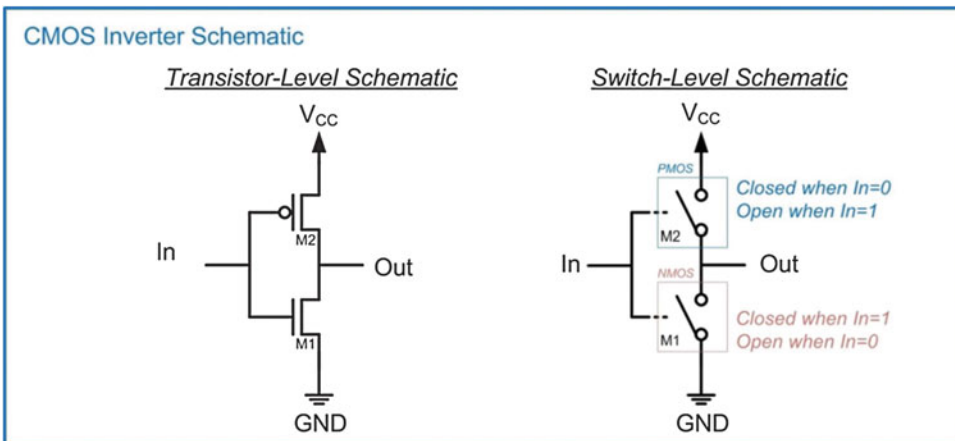 CMOS Inverter Schematic
Transistor-Level Schematic
VCC
In
M2
Out
M1
GND
Switch-Level Schematic
VCC
PMOS
Closed when In=0
Open when In=1
M2
In
Out
NMOS
Closed when In=1
Open when In=0
M1
GND